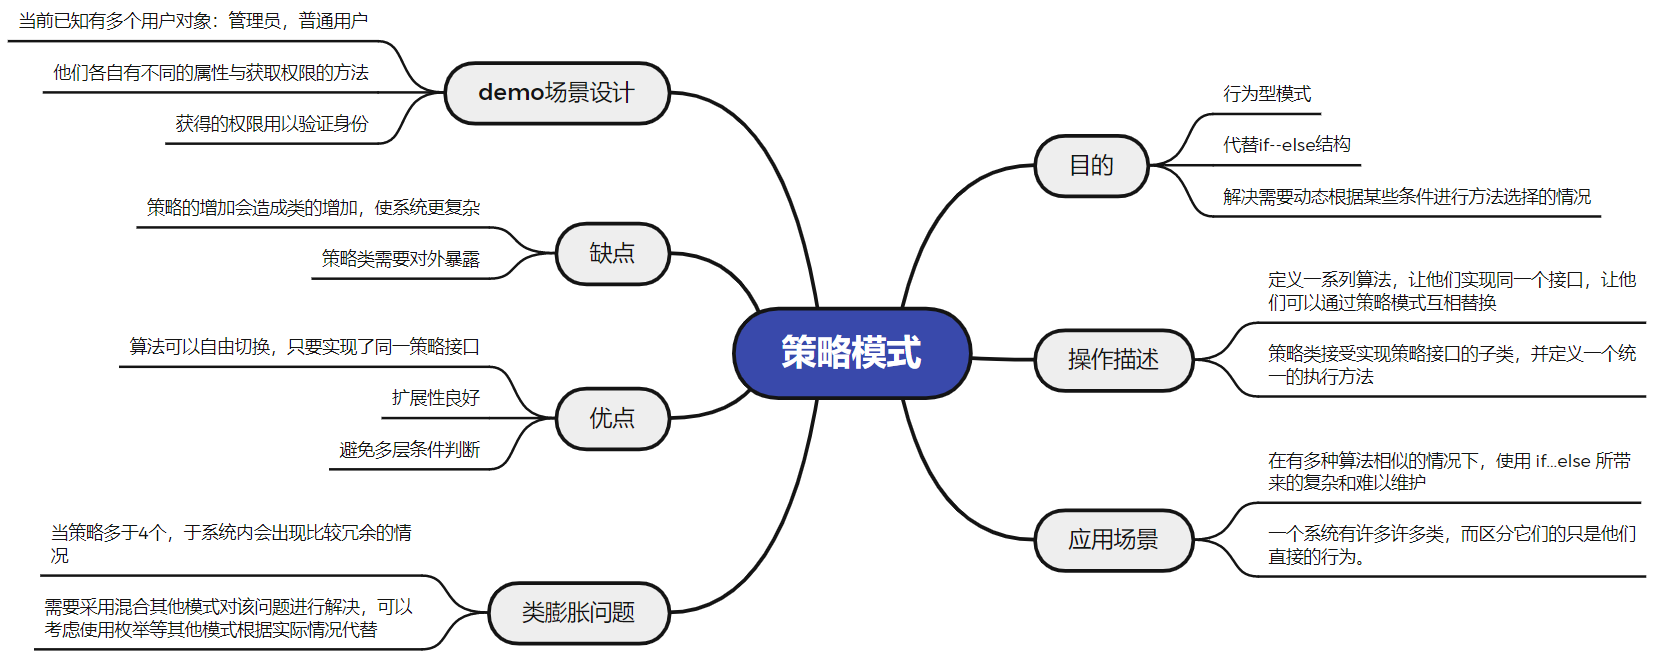 策略模式
目的
行为型模式
代替if--else结构
解决需要动态根据某些条件进行方法选择的情况
操作描述
定义一系列算法，让他们实现同一个接口，让他
们可以通过策略模式互相替换
策略类接受实现策略接口的子类，并定义一个统
一的执行方法
应用场景
在有多种算法相似的情况下，使用 if...else 所带
来的复杂和难以维护
一个系统有许多许多类，而区分它们的只是他们
直接的行为。
demo场景设计
当前已知有多个用户对象：管理员，普通用户
他们各自有不同的属性与获取权限的方法
获得的权限用以验证身份
缺点
策略的增加会造成类的增加，使系统更复杂
策略类需要对外暴露
优点
算法可以自由切换，只要实现了同一策略接口
扩展性良好
避免多层条件判断
类膨胀问题
当策略多于4个，于系统内会出现比较冗余的情
况
需要采用混合其他模式对该问题进行解决，可以
考虑使用枚举等其他模式根据实际情况代替